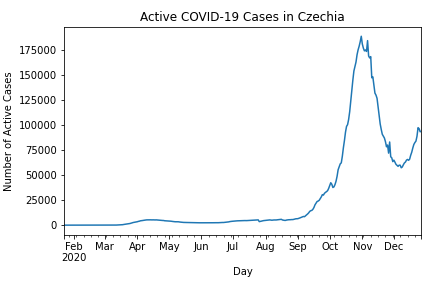 Active COVID-19 Cases in Czechia
Number of Active Cases
175000
150000
125000
100000
75000
50000
25000
0
Feb Mar Apr May Jun Jul Aug Sep Oct Nov Dec
2020
Day